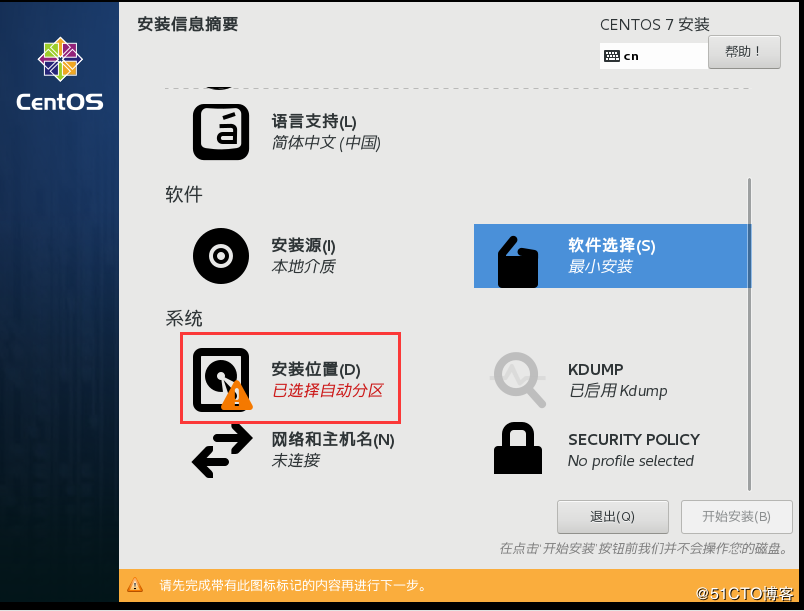 安装信息摘要
CENTOS 7 安装
cn
帮助！
CentOS
语言支持(L)
简体中文 (中国)
软件
安装源(I)
本地介质
软件选择(S)
最小安装
系统
安装位置(D)
已选择自动分区
KDUMP
已启用 Kdump
网络和主机名(N)
未连接
SECURITY POLICY
No profile selected
退出(Q)
开始安装(B)
在点击'开始安装'按钮前我们并不会操作您的磁盘。
请先完成带有此图标标记的内容再进行下一步。
@51CTO博客